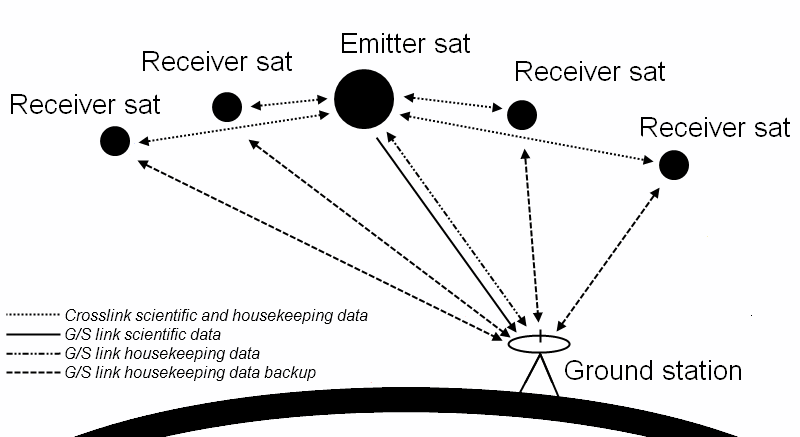 Emitter sat
Receiver sat
Receiver sat
Receiver sat
Receiver sat
Crosslink scientific and housekeeping data
G/S link scientific data
G/S link housekeeping data
G/S link housekeeping data backup
Ground station